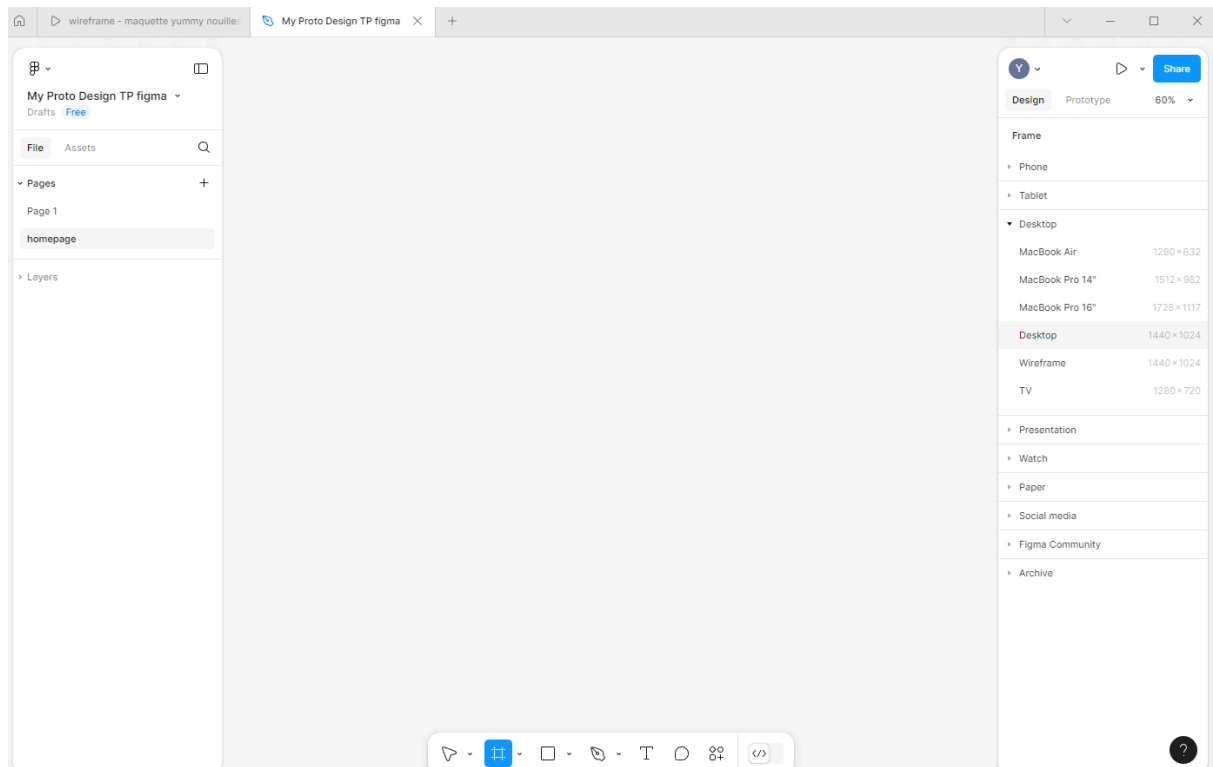 wireframe - maquette yummy nouilles
My Proto Design TP figma
My Proto Design TP figma
Drafts Free
File Assets
Pages
Page 1
homepage
Layers
Y
Share
Design Prototype 60%
Frame
Phone
Tablet
Desktop
MacBook Air 1280×832
MacBook Pro 14" 1512×982
MacBook Pro 16" 1728×1117
Desktop 1440×1024
Wireframe 1440×1024
TV 1280×720
Presentation
Watch
Paper
Social media
Figma Community
Archive
T
</> 
?